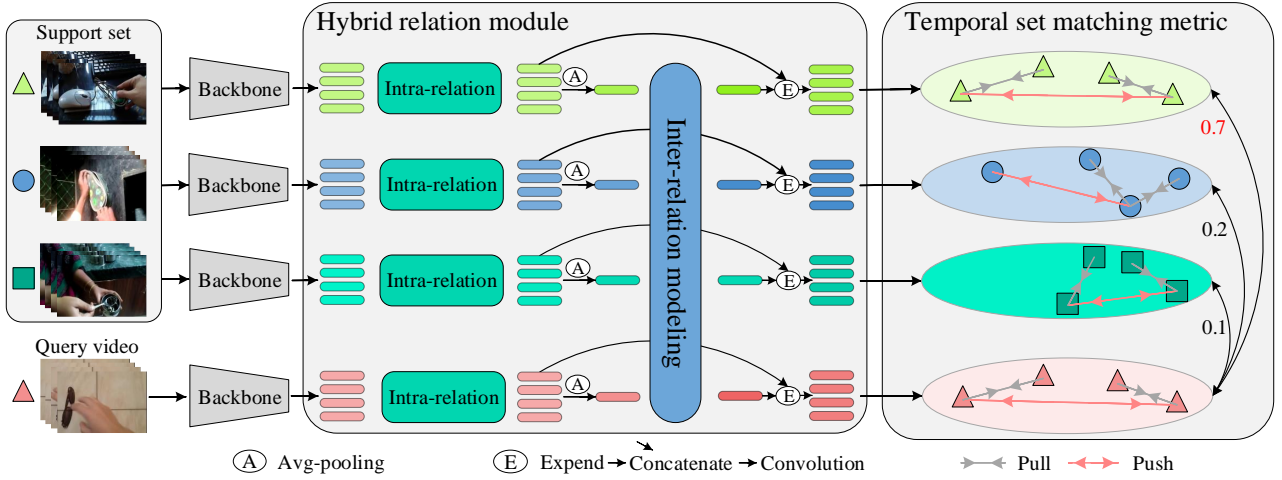 Hybrid relation module
Temporal set matching metric
Support set
Backbone
Intra-relation
A
E
0.7
Backbone
Intra-relation
A
E
0.2
Inter-relation modeling
Backbone
Intra-relation
A
E
0.1
Query video
Backbone
Intra-relation
A
E
A Avg-pooling
E Expend Concatenate Convolution
Pull Push